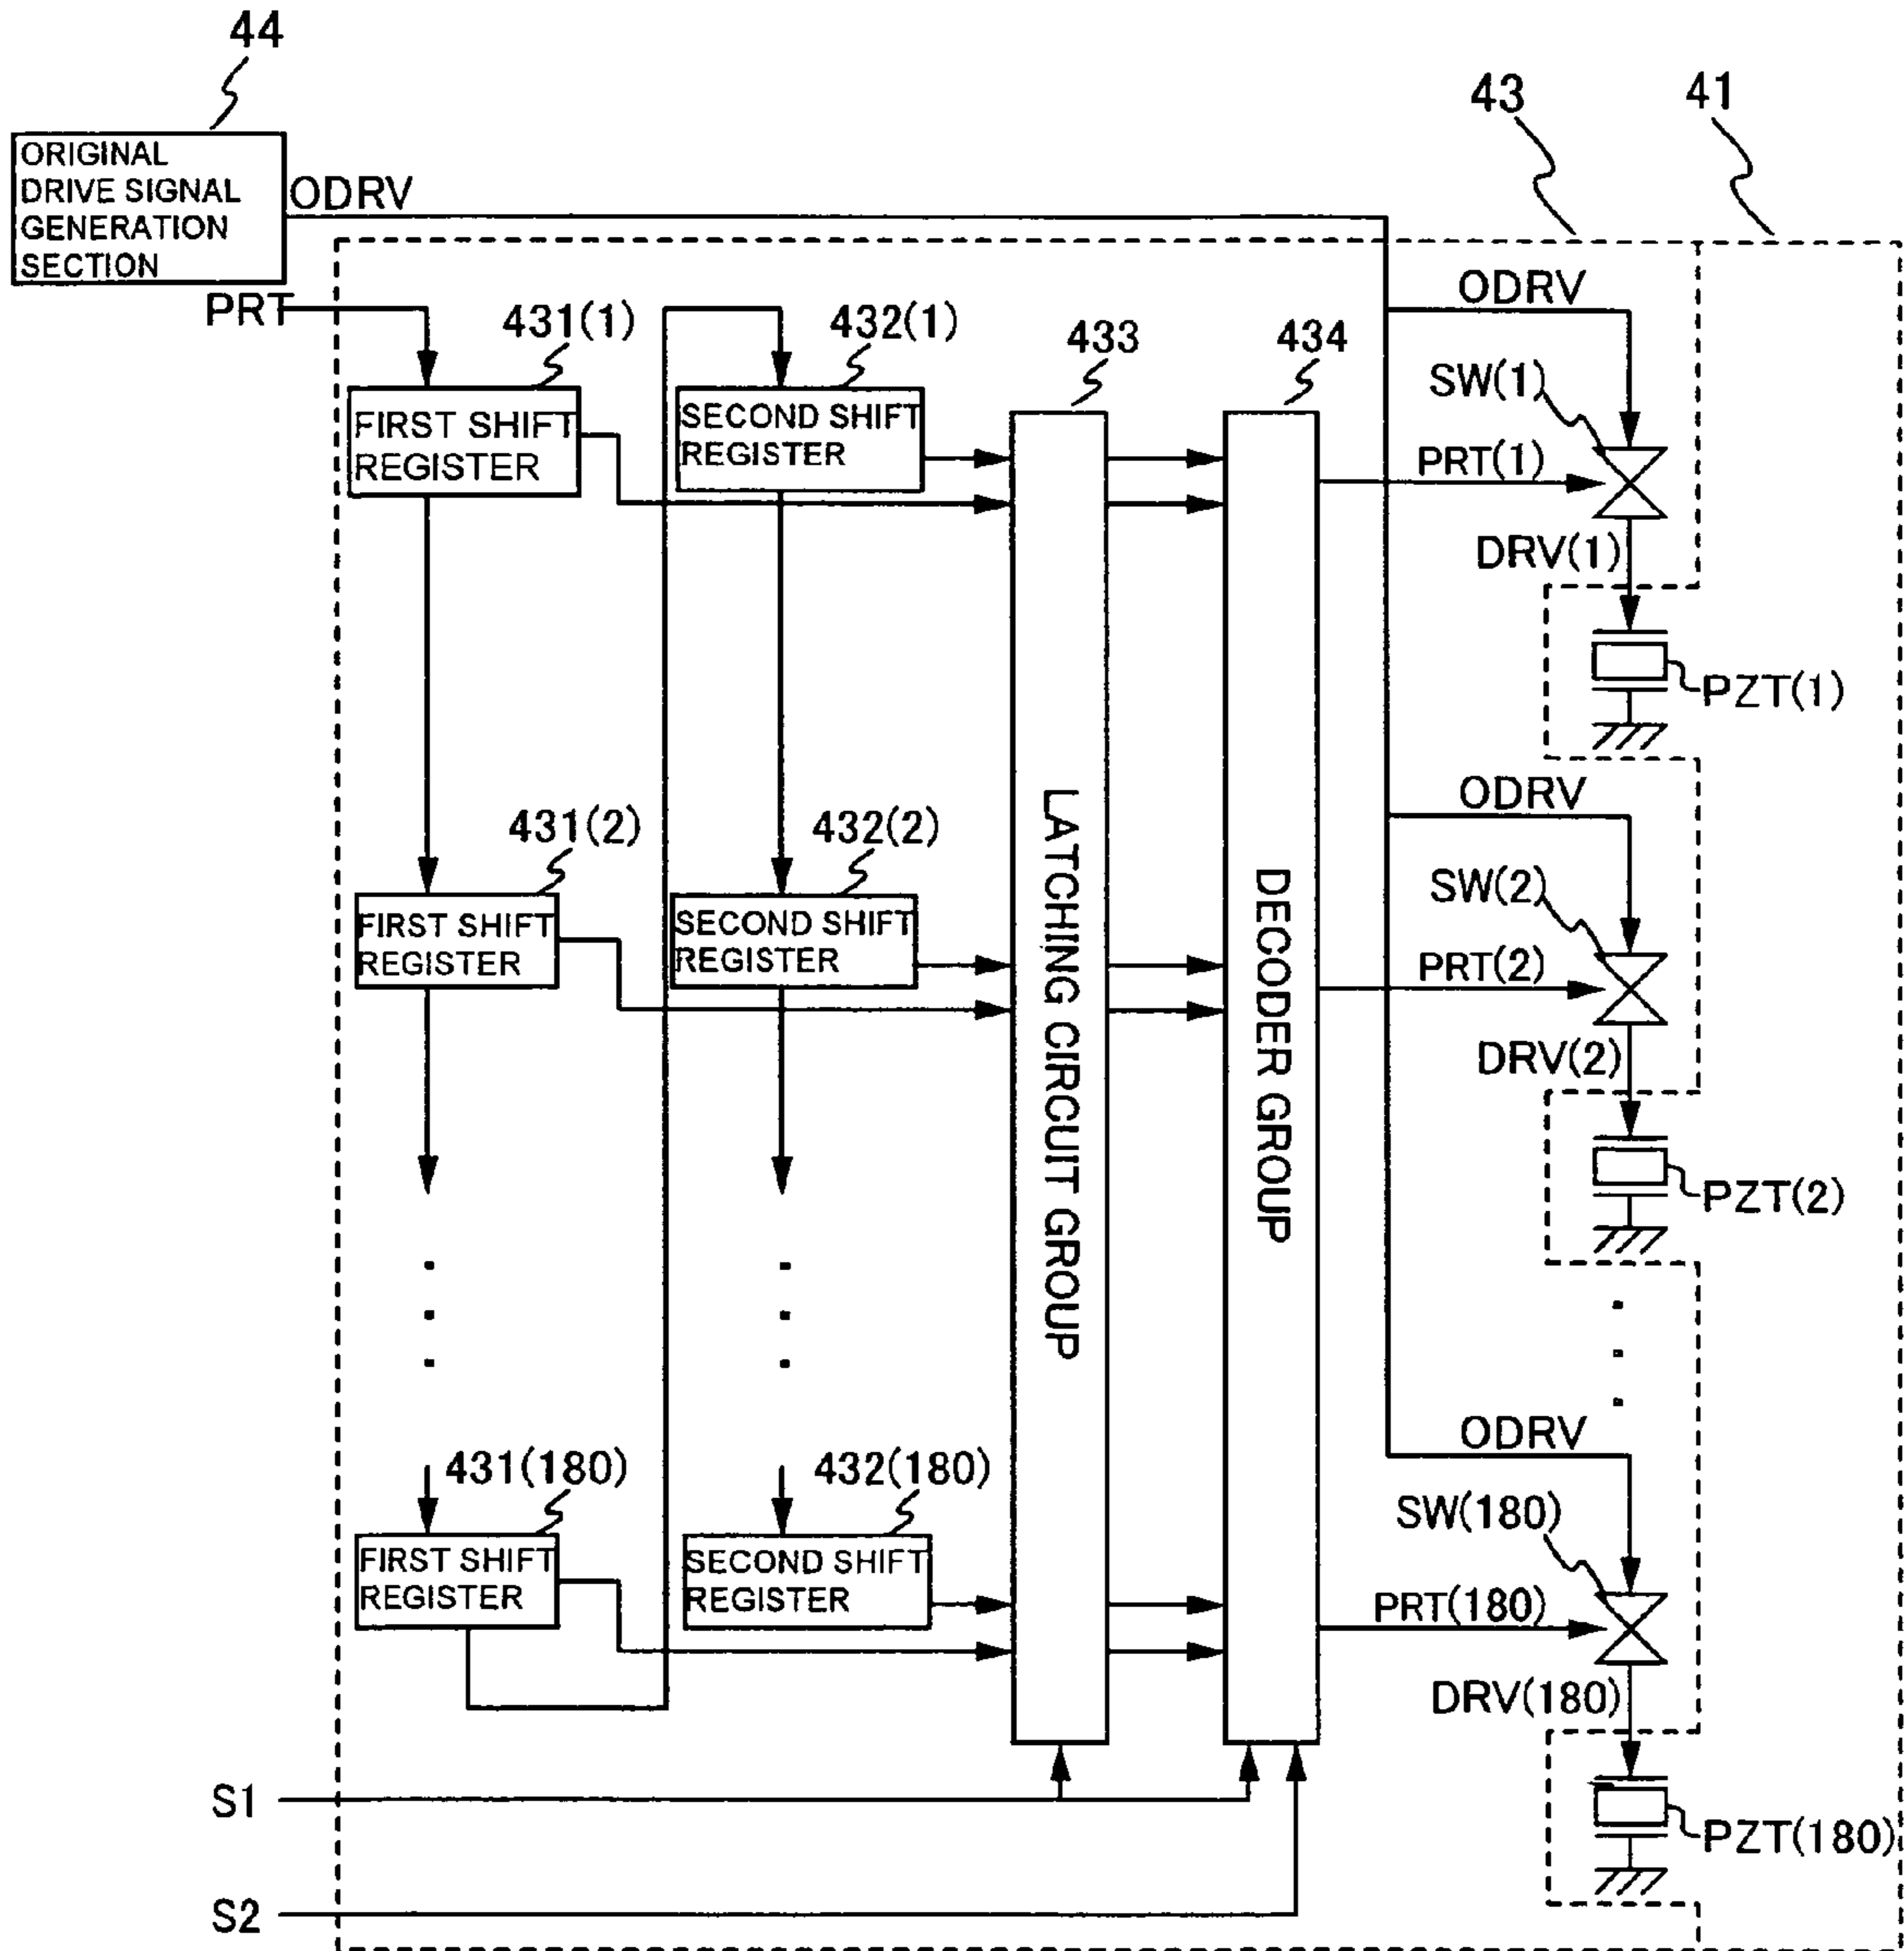 44
43
41
ORIGINAL
DRIVE SIGNAL
GENERATION
SECTION
ODRV
PRT
431(1)
432(1)
433
434
ODRV
SW(1)
FIRST SHIFT
REGISTER
SECOND SHIFT
REGISTER
PRT(1)
DRV(1)
PZT(1)
LATCHING CIRCUIT GROUP
DECODER GROUP
431(2)
432(2)
ODRV
SW(2)
FIRST SHIFT
REGISTER
SECOND SHIFT
REGISTER
PRT(2)
DRV(2)
PZT(2)
431(180)
432(180)
ODRV
SW(180)
FIRST SHIFT
REGISTER
SECOND SHIFT
REGISTER
PRT(180)
DRV(180)
PZT(180)
S1
S2